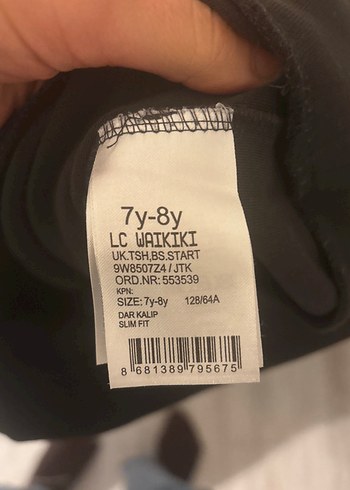 7y-8y
LC WAIKIKI
UK.TSH,BS.START
9W8507Z4 / JTK
ORD.NR: 553539
KPN:
SIZE: 7y-8y 128/64A
DAR KALIP
SLIM FIT
8 681389 795675